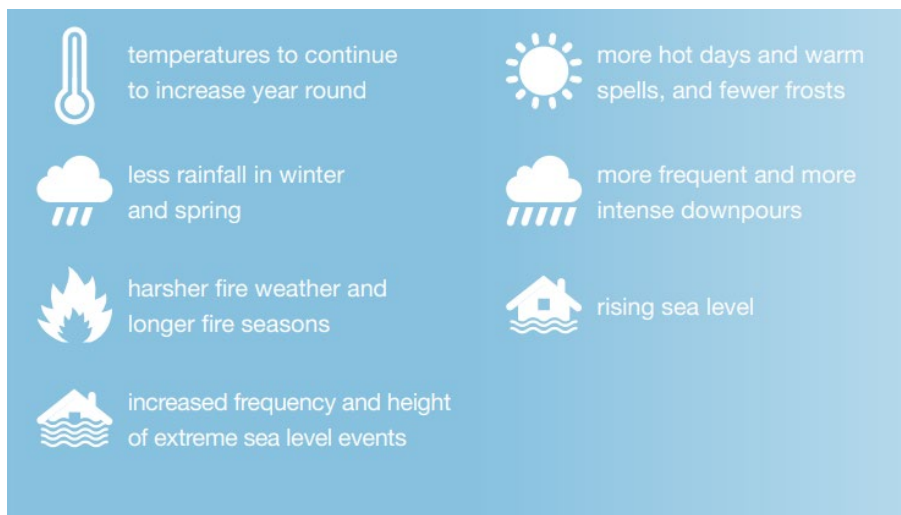 temperatures to continue
to increase year round
more hot days and warm
spells, and fewer frosts
less rainfall in winter
and spring
more frequent and more
intense downpours
harsher fire weather and
longer fire seasons
rising sea level
increased frequency and height
of extreme sea level events